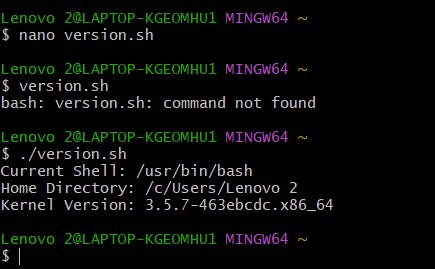 Lenovo 2@LAPTOP-KGEOMHU1 MINGW64 ~
$ nano version.sh
Lenovo 2@LAPTOP-KGEOMHU1 MINGW64 ~
$ version.sh
bash: version.sh: command not found
Lenovo 2@LAPTOP-KGEOMHU1 MINGW64 ~
$ ./version.sh
Current Shell: /usr/bin/bash
Home Directory: /c/Users/Lenovo 2
Kernel Version: 3.5.7-463ebcdc.x86_64
Lenovo 2@LAPTOP-KGEOMHU1 MINGW64 ~
$